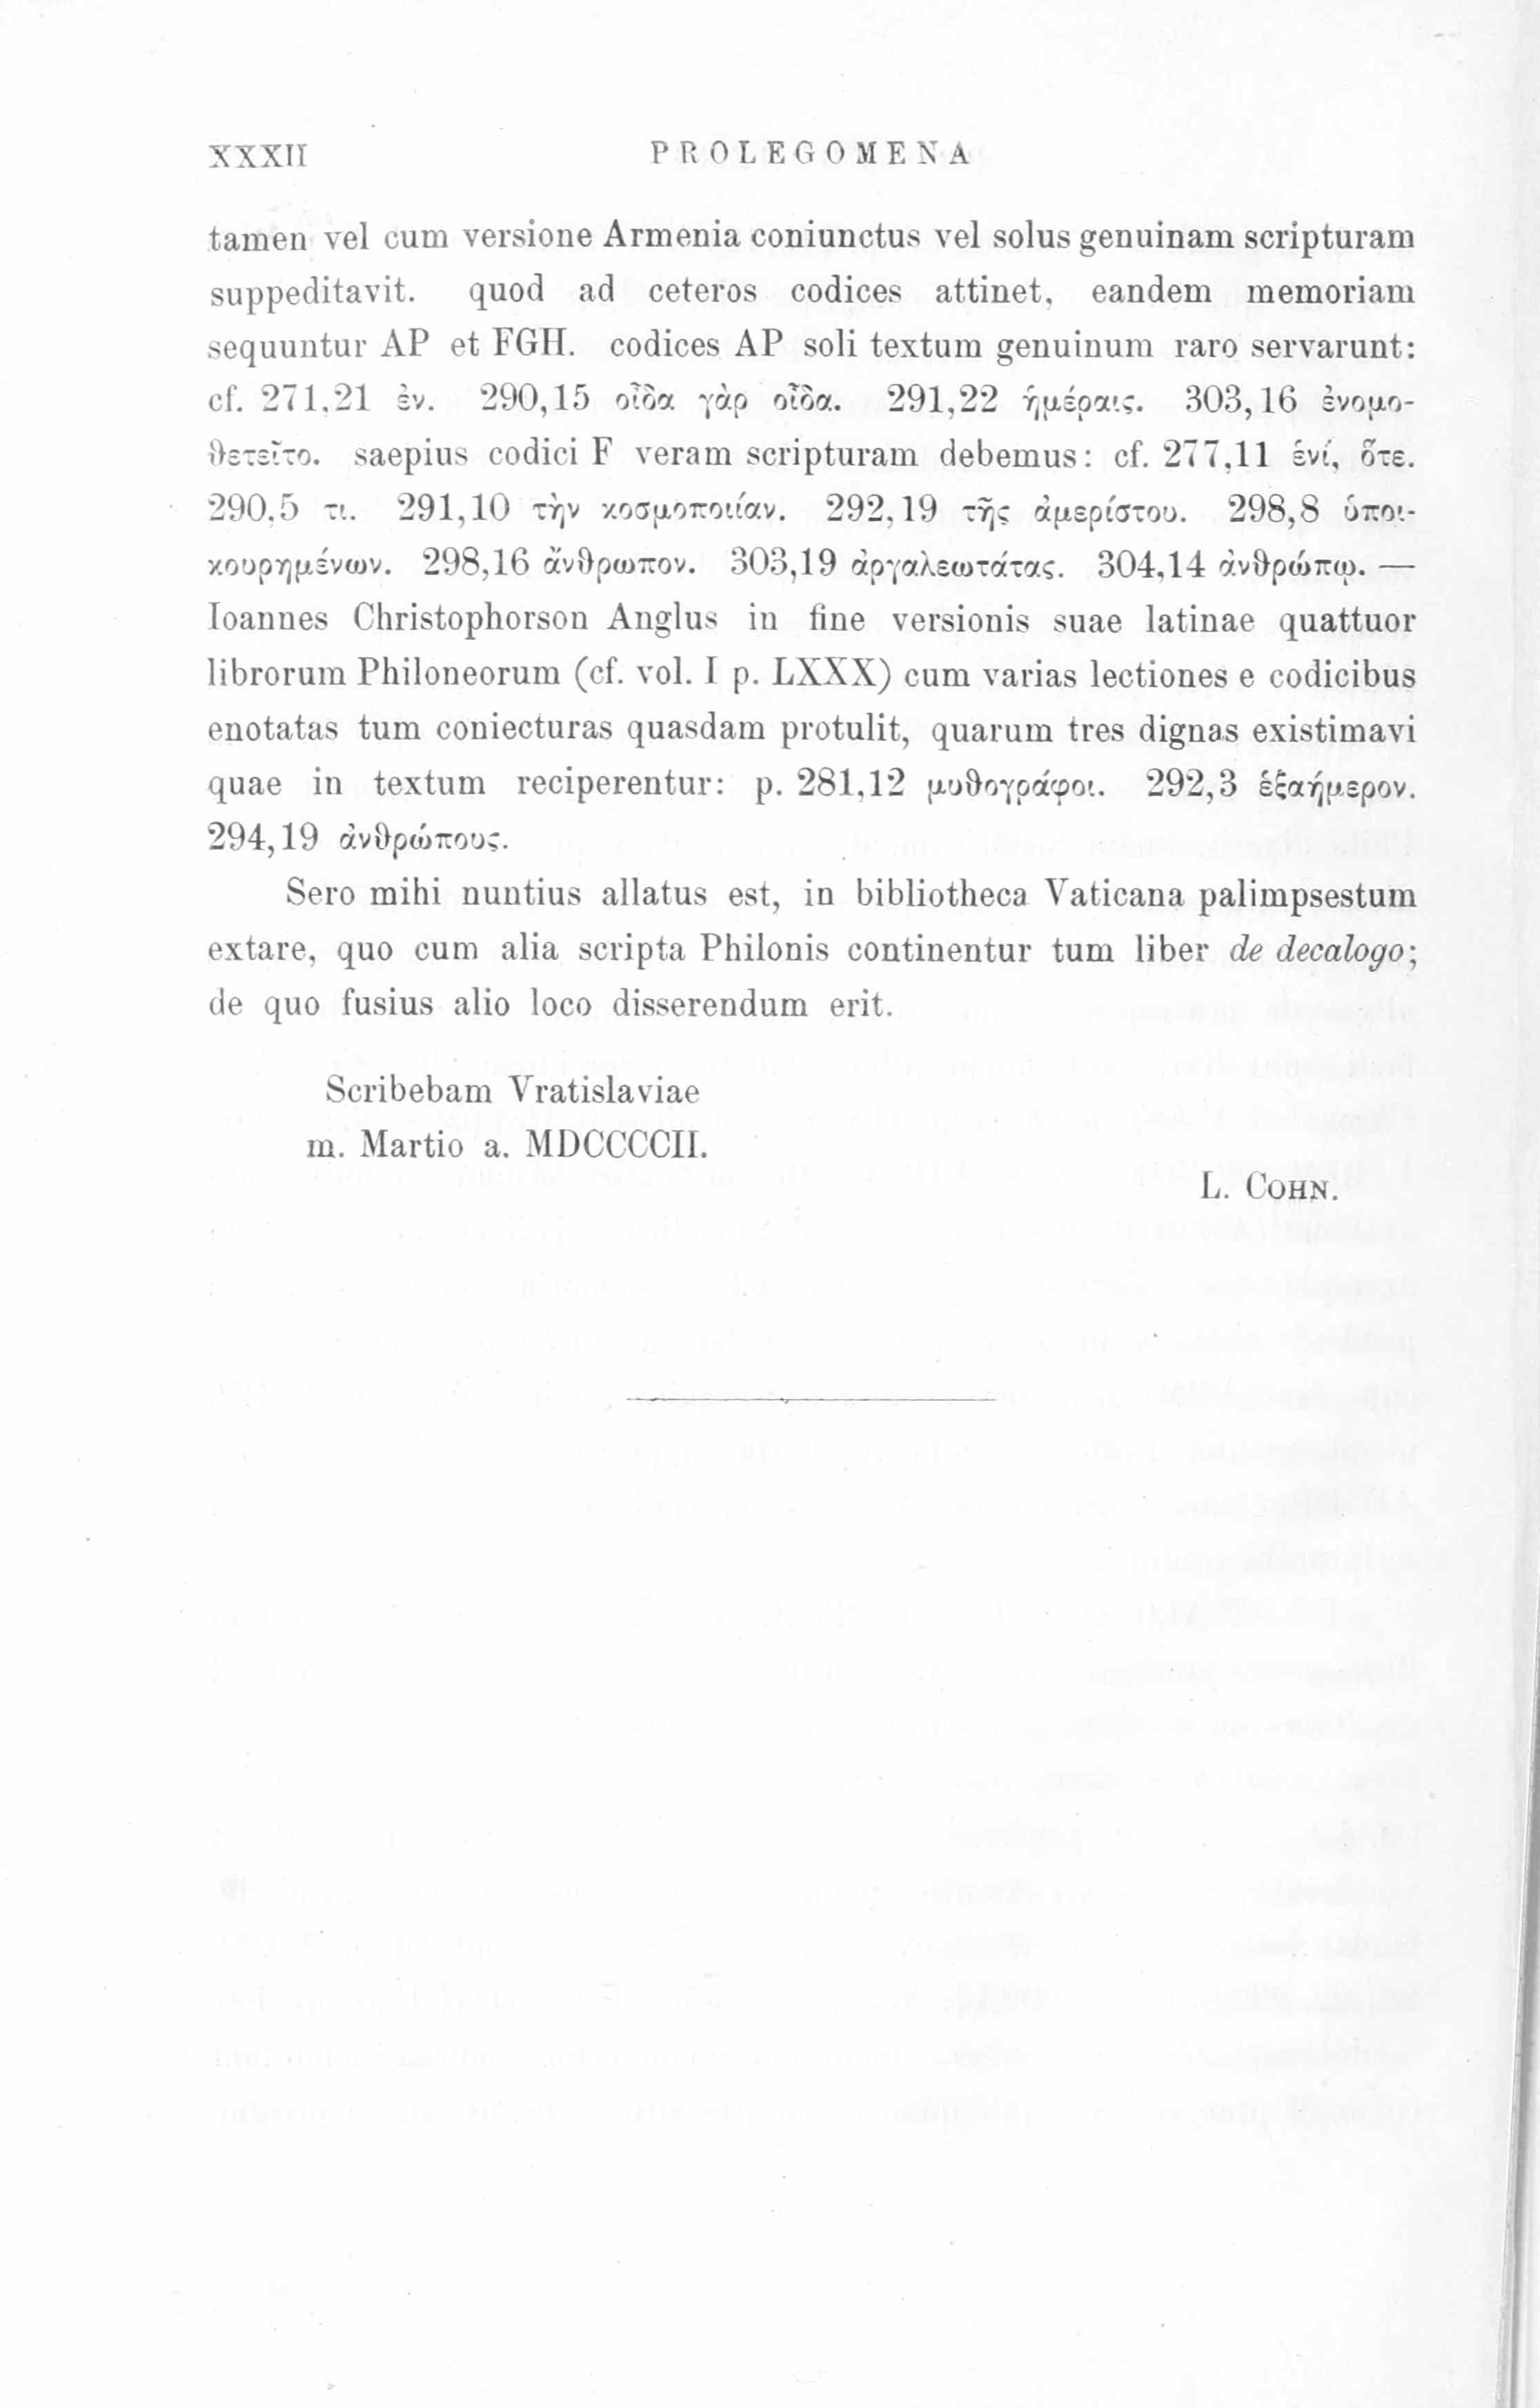 XXXII PROLEGOMENA
tamen vel cum versione Armenia coniunctus vel solus genuinam scripturam
suppeditavit. quod ad ceteros codices attinet, eandem memoriam
sequuntur AP et FGH. codices AP soli textum genuinum raro servarunt:
cf. 271,21 ἐν. 290,15 οἶδα γὰρ οἶδα. 291,22 ἡμέραις. 303,16 ἐνομο-
θετεῖτο. saepius codici F veram scripturam debemus: cf. 277,11 ἑνί, ὅτε.
290,5 τι. 291,10 τὴν κοσμοποιίαν. 292,19 τῆς ἀμερίστου. 298,8 ὑποι-
κουρημένων. 298,16 ἄνθρωπον. 303,19 ἀργαλεωτάτας. 304,14 ἀνθρώπῳ. —
Ioannes Christophorson Anglus in fine versionis suae latinae quattuor
librorum Philoneorum (cf. vol. I p. LXXX) cum varias lectiones e codicibus
enotatas tum coniecturas quasdam protulit, quarum tres dignas existimavi
quae in textum reciperentur: p. 281,12 μυθογράφοι. 292,3 ἑξαήμερον.
294,19 ἀνθρώπους.
Sero mihi nuntius allatus est, in bibliotheca Vaticana palimpsestum
extare, quo cum alia scripta Philonis continentur tum liber de decalogo;
de quo fusius alio loco disserendum erit.
Scribebam Vratislaviae
m. Martio a. MDCCCCII.
L. COHN.